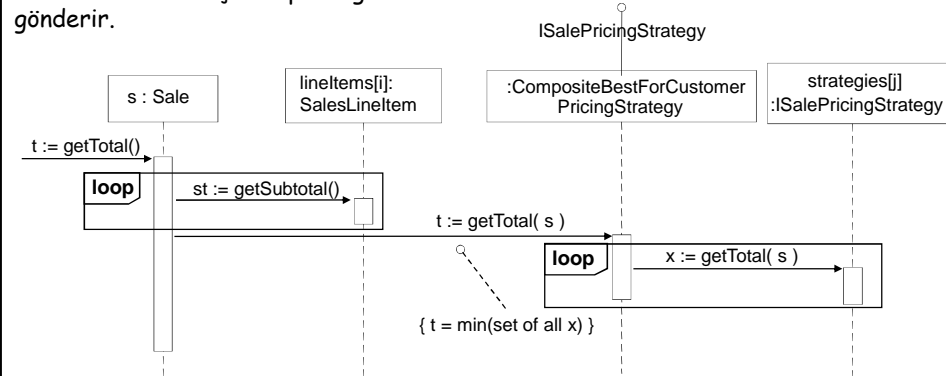 gönderir.
ISalePricingStrategy
s : Sale
lineItems[i]:
SalesLineItem
:CompositeBestForCustomer
PricingStrategy
strategies[j]
:ISalePricingStrategy
t := getTotal()
loop
st := getSubtotal()
t := getTotal( s )
loop
x := getTotal( s )
{ t = min(set of all x) }